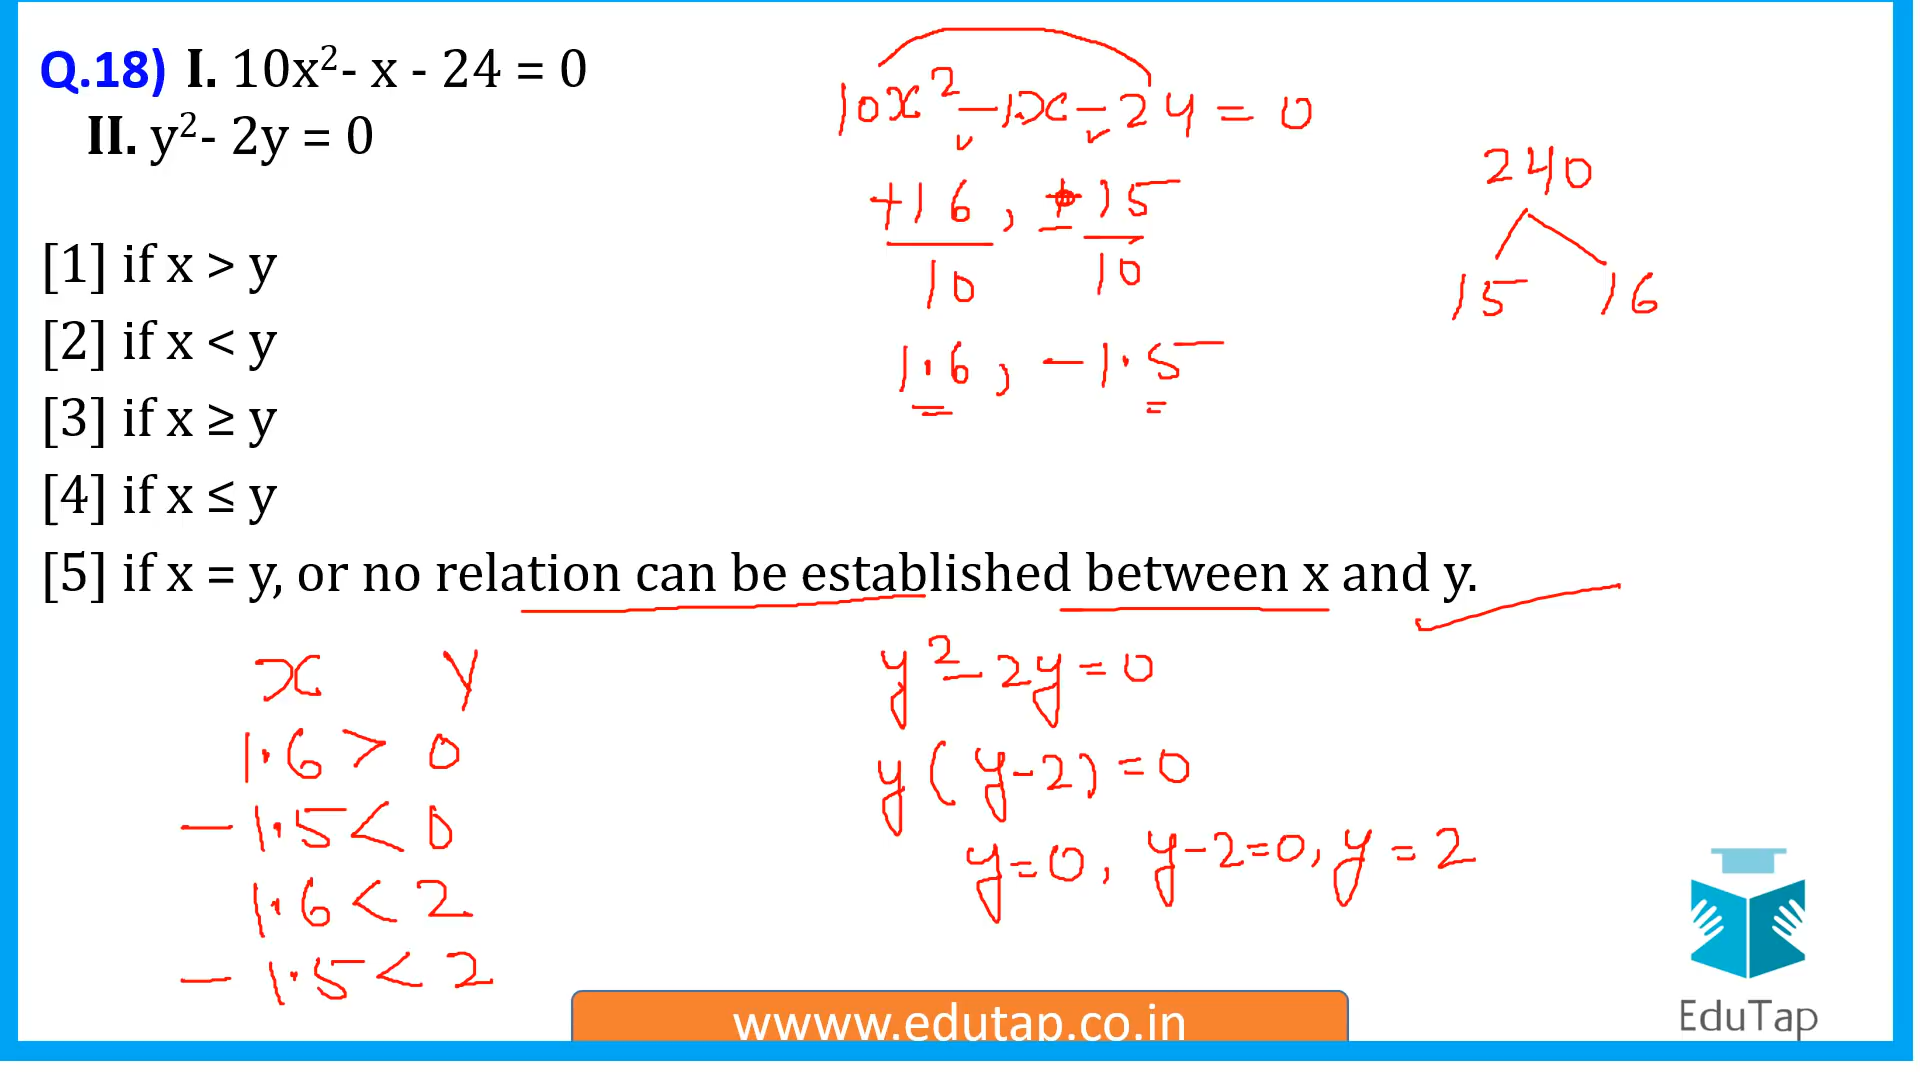 Q.18) I. 10x²- x - 24 = 0
II. y²- 2y = 0
[1] if x > y
[2] if x < y
[3] if x ≥ y
[4] if x ≤ y
[5] if x = y, or no relation can be established between x and y.
10x² - 1x - 24 = 0
+16, -15
10 10
1.6, -1.5
240
15 16
x y
1.6 > 0
-1.5 < 0
1.6 < 2
-1.5 < 2
y² - 2y = 0
y(y-2) = 0
y=0, y-2=0, y = 2
wwww.edutap.co.in
EduTap